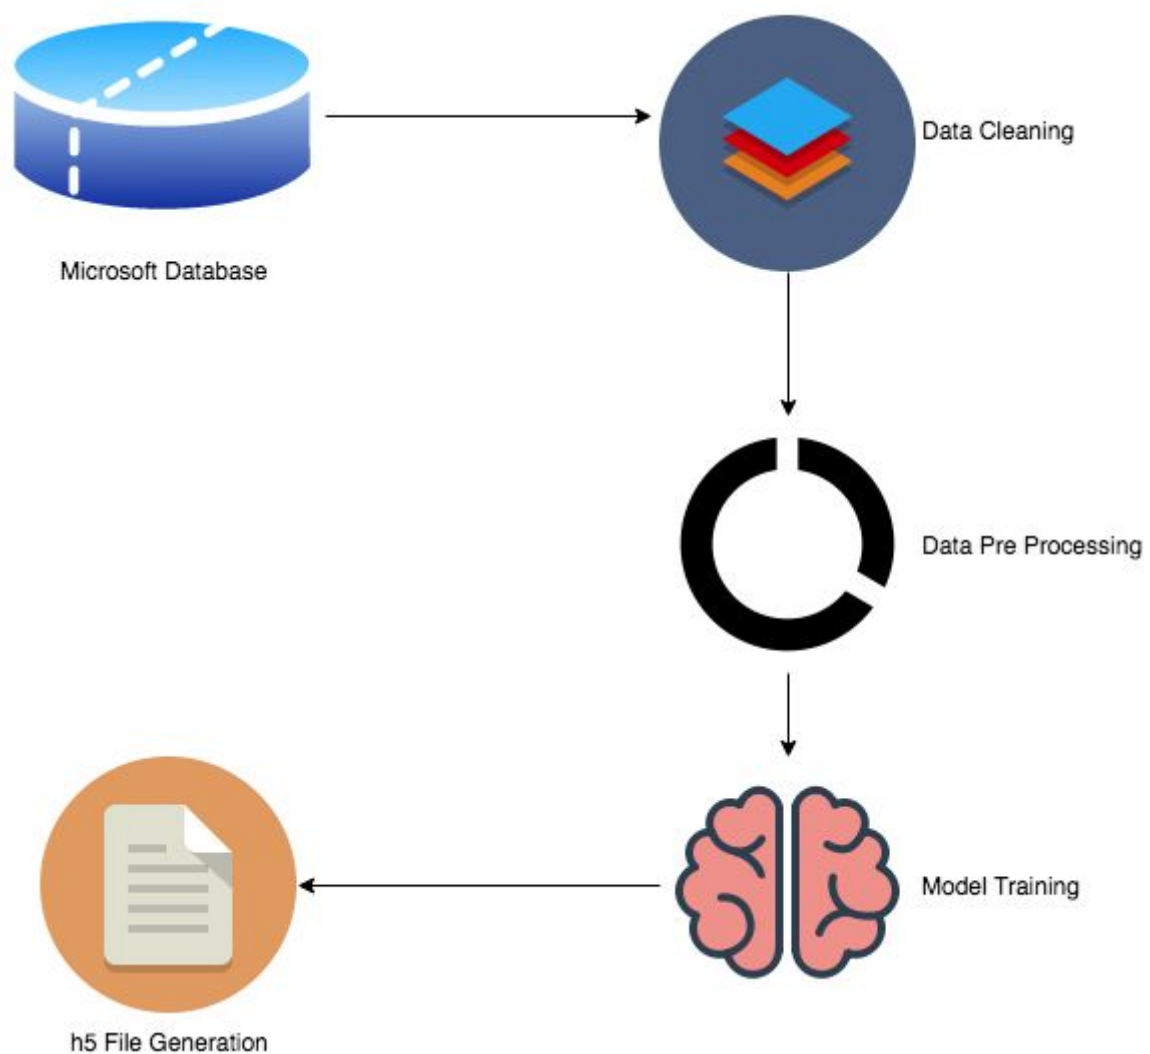 Microsoft Database
Data Cleaning
Data Pre Processing
Model Training
h5 File Generation